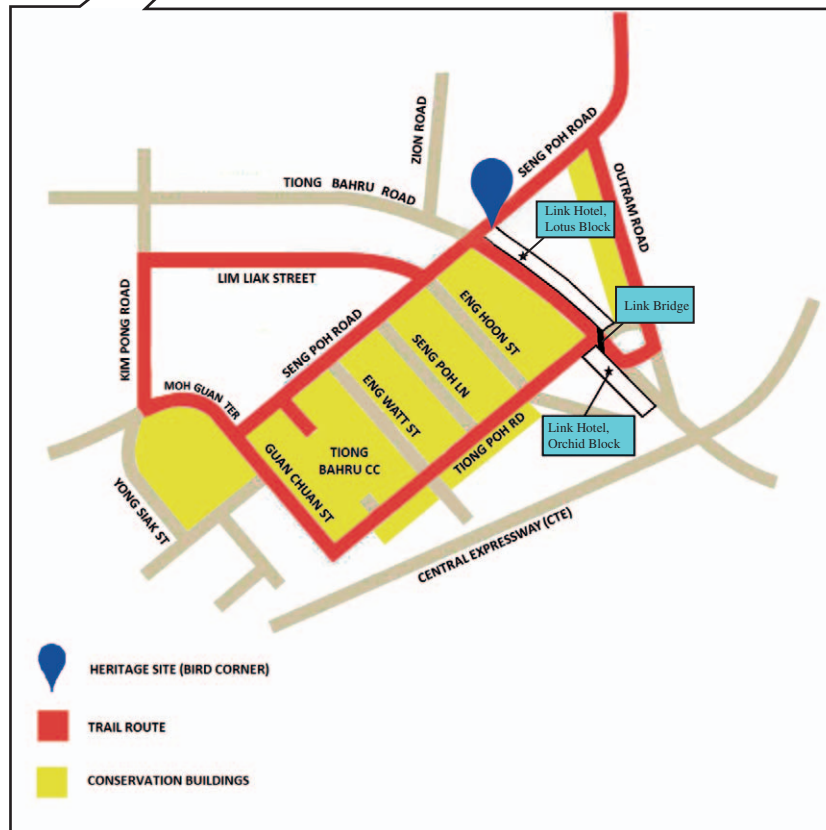 ZION ROAD
SENG POH ROAD
TIONG BAHRU ROAD
OUTRAM ROAD
Link Hotel,
Lotus Block
LIM LIAK STREET
Link Bridge
KIM PONG ROAD
SENG POH ROAD
ENG HOON ST
SENG POH LN
ENG WATT ST
MOH GUAN TER
TIONG POH RD
Link Hotel,
Orchid Block
TIONG
BAHRU CC
GUAN CHUAN ST
YONG SIAK ST
CENTRAL EXPRESSWAY (CTE)
HERITAGE SITE (BIRD CORNER)
TRAIL ROUTE
CONSERVATION BUILDINGS